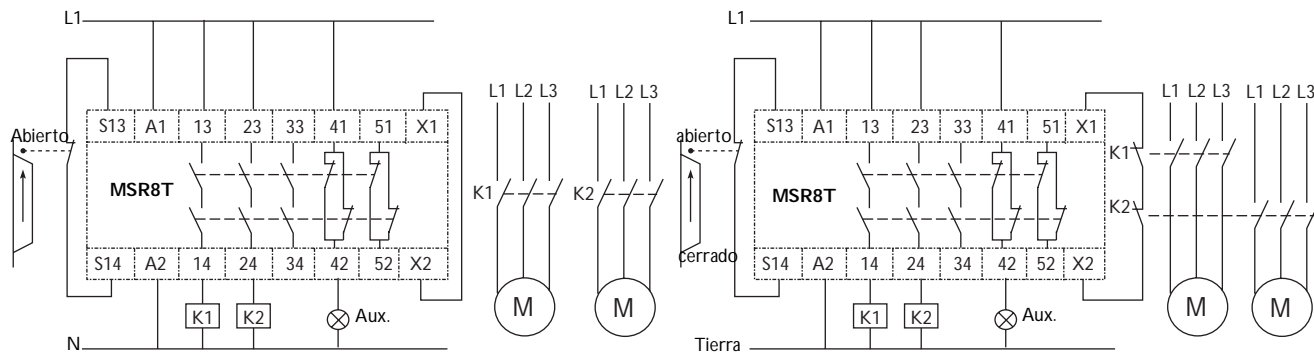 L1
L1 L2 L3 L1 L2 L3
S13 A1 13 23 33 41 51 X1
Abierto
MSR8T
K1 K2
S14 A2 14 24 34 42 52 X2
K1 K2 Aux.
M M
N
L1
L1 L2 L3 L1 L2 L3
S13 A1 13 23 33 41 51 X1
abierto
K1
MSR8T
K2
cerrado
S14 A2 14 24 34 42 52 X2
K1 K2 Aux.
M M
Tierra